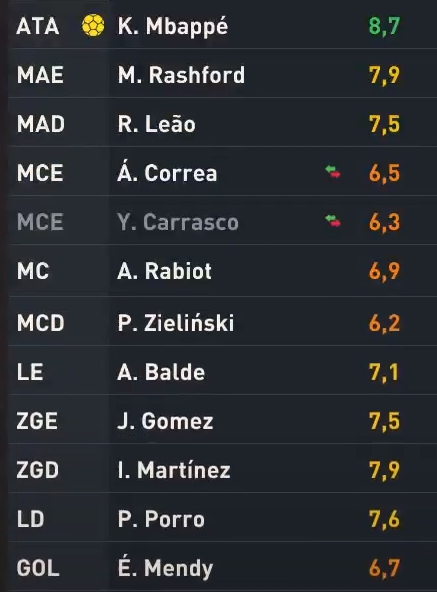 ATA K. Mbappé 8,7
MAE M. Rashford 7,9
MAD R. Leão 7,5
MCE Á. Correa 6,5
MCE Y. Carrasco 6,3
MC A. Rabiot 6,9
MCD P. Zieliński 6,2
LE A. Balde 7,1
ZGE J. Gomez 7,5
ZGD I. Martínez 7,9
LD P. Porro 7,6
GOL É. Mendy 6,7